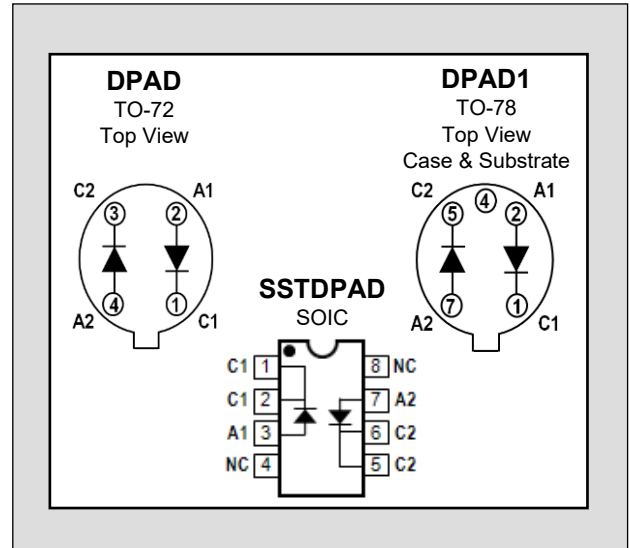 DPAD
TO-72
Top View
C2 A1
3 2
4 1
A2 C1
DPAD1
TO-78
Top View
Case & Substrate
C2 4 A1
5 2
7 1
A2 C1
SSTDPAD
SOIC
C1 1 8 NC
C1 2 7 A2
A1 3 6 C2
NC 4 5 C2